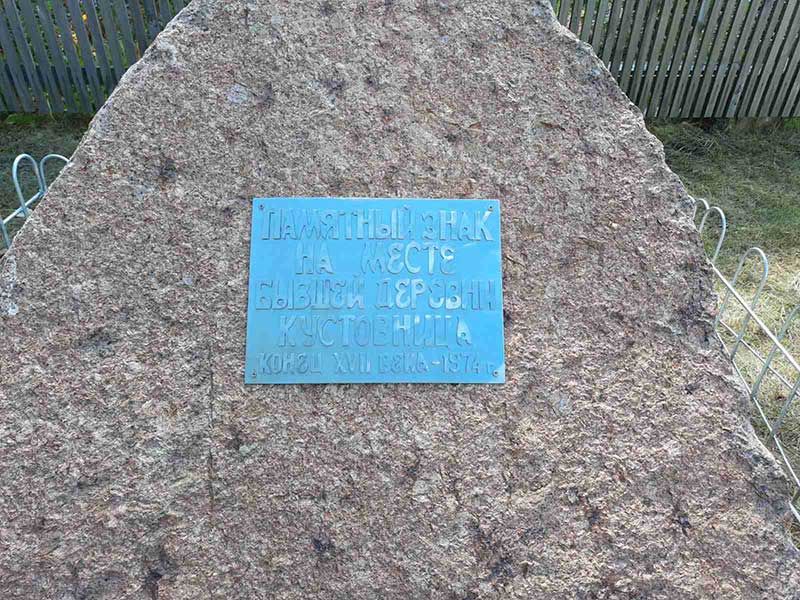 ПАМЯТНЫЙ ЗНАК
НА МЕСТЕ
БЫВШЕЙ ДЕРЕВНИ
КУСТОВНИЦА
КОНЕЦ XVII ВЕКА-1974 г.